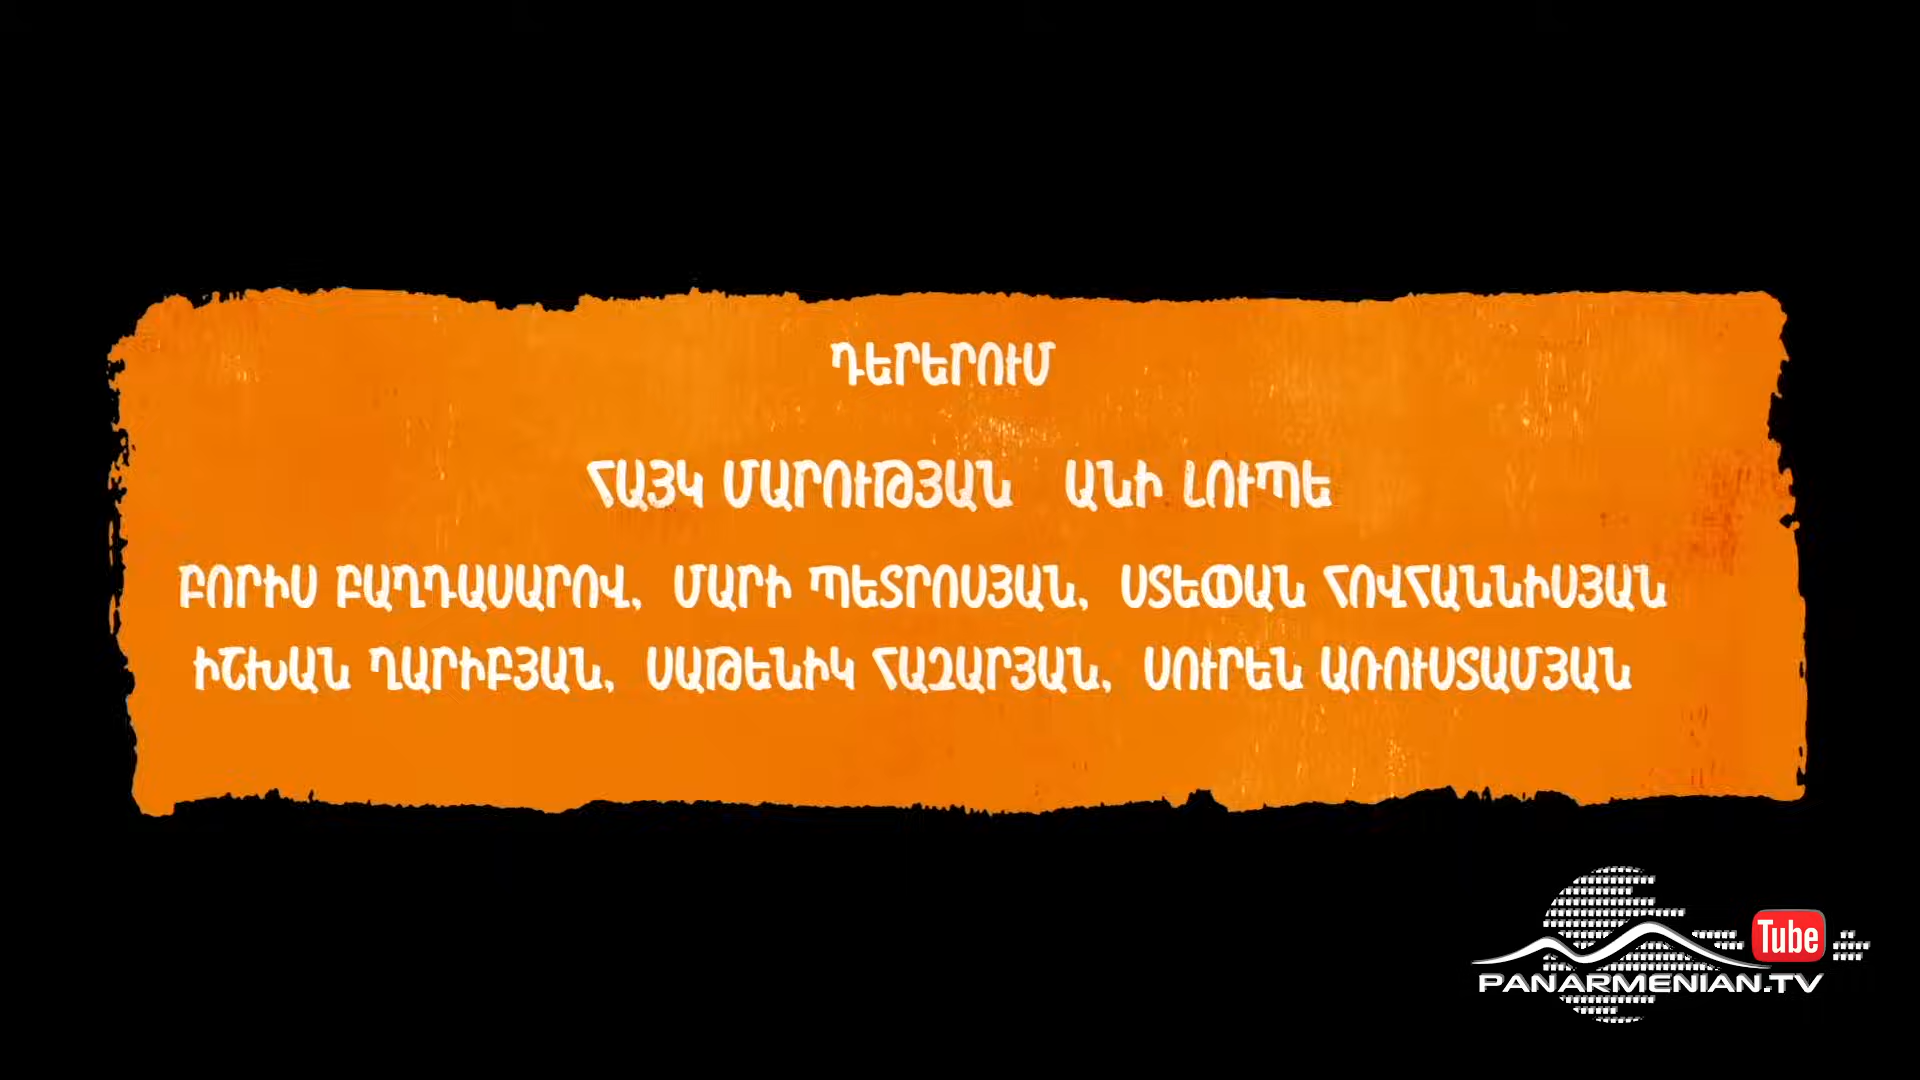 ԴԵՐԵՐՈՒՄ
ՀԱՅԿ ՄԱՐՈՒԹՅԱՆ ԱՆԻ ԼՈՒՊԵ
ԲՈՐԻՍ ԲԱՂԴԱՍԱՐՈՎ, ՄԱՐԻ ՊԵՏՐՈՍՅԱՆ, ՍՏԵՓԱՆ ՀՈՎՀԱՆՆԻՍՅԱՆ
ԻՇԽԱՆ ՂԱՐԻԲՅԱՆ, ՍԱԹԵՆԻԿ ՀԱԶԱՐՅԱՆ, ՍՈՒՐԵՆ ԱՌՈՒՍՏԱՄՅԱՆ
Tube
PANARMENIAN.TV